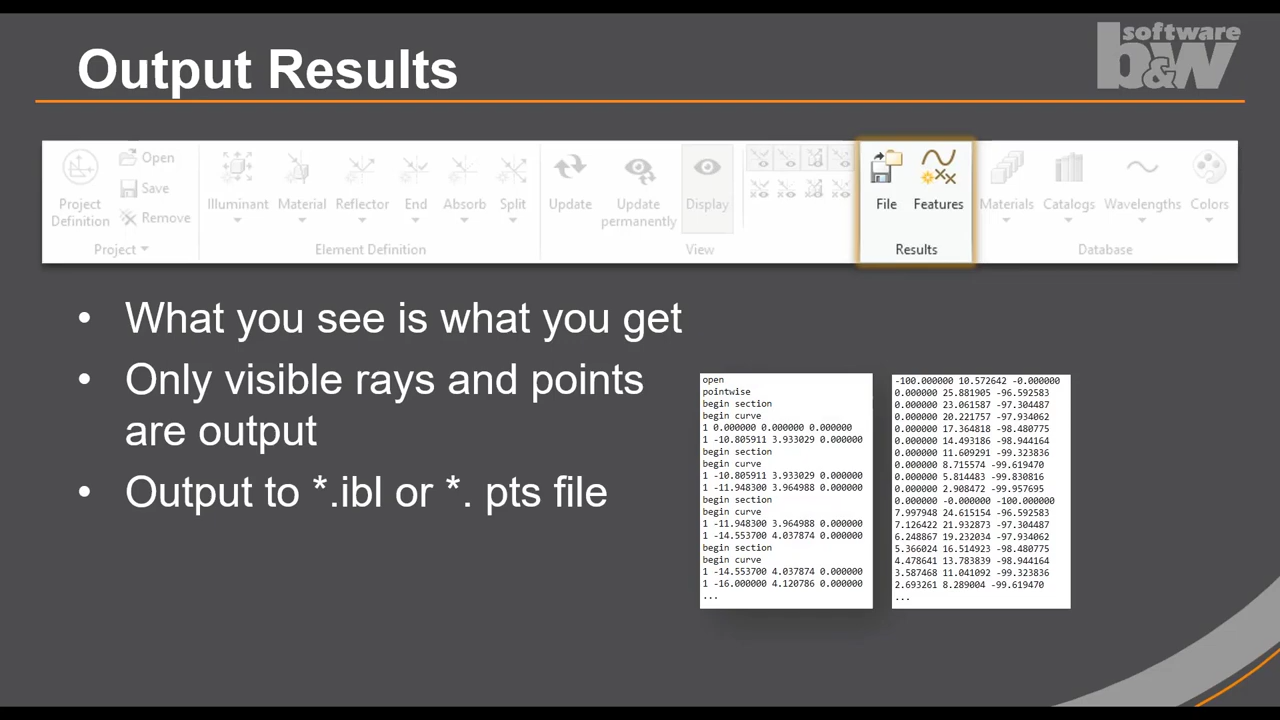 Output Results
software
b&w
Open
Save
Remove
Project
Definition
Project
Illuminant
Material
Reflector
End
Absorb
Split
Element Definition
Update
Update
permanently
Display
View
File
Features
Results
Materials
Catalogs
Wavelengths
Colors
Database
• What you see is what you get
• Only visible rays and points
are output
• Output to *.ibl or *. pts file
open
pointwise
begin section
begin curve
1 0.000000 0.000000 0.000000
1 -10.805911 3.933029 0.000000
begin section
begin curve
1 -10.805911 3.933029 0.000000
1 -11.948300 3.964988 0.000000
begin section
begin curve
1 -11.948300 3.964988 0.000000
1 -14.553700 4.037874 0.000000
begin section
begin curve
1 -14.553700 4.037874 0.000000
1 -16.000000 4.120786 0.000000
...
-100.000000 10.572642 -0.000000
0.000000 25.881905 -96.592583
0.000000 23.061587 -97.304487
0.000000 20.221757 -97.934062
0.000000 17.364818 -98.480775
0.000000 14.493186 -98.944164
0.000000 11.609291 -99.323836
0.000000 8.715574 -99.619470
0.000000 5.814483 -99.830816
0.000000 2.908472 -99.957695
0.000000 -0.000000 -100.000000
7.997948 24.615154 -96.592583
7.126422 21.932873 -97.304487
6.248867 19.232034 -97.934062
5.366024 16.514923 -98.480775
4.478641 13.783839 -98.944164
3.587468 11.041092 -99.323836
2.693261 8.289004 -99.619470
...